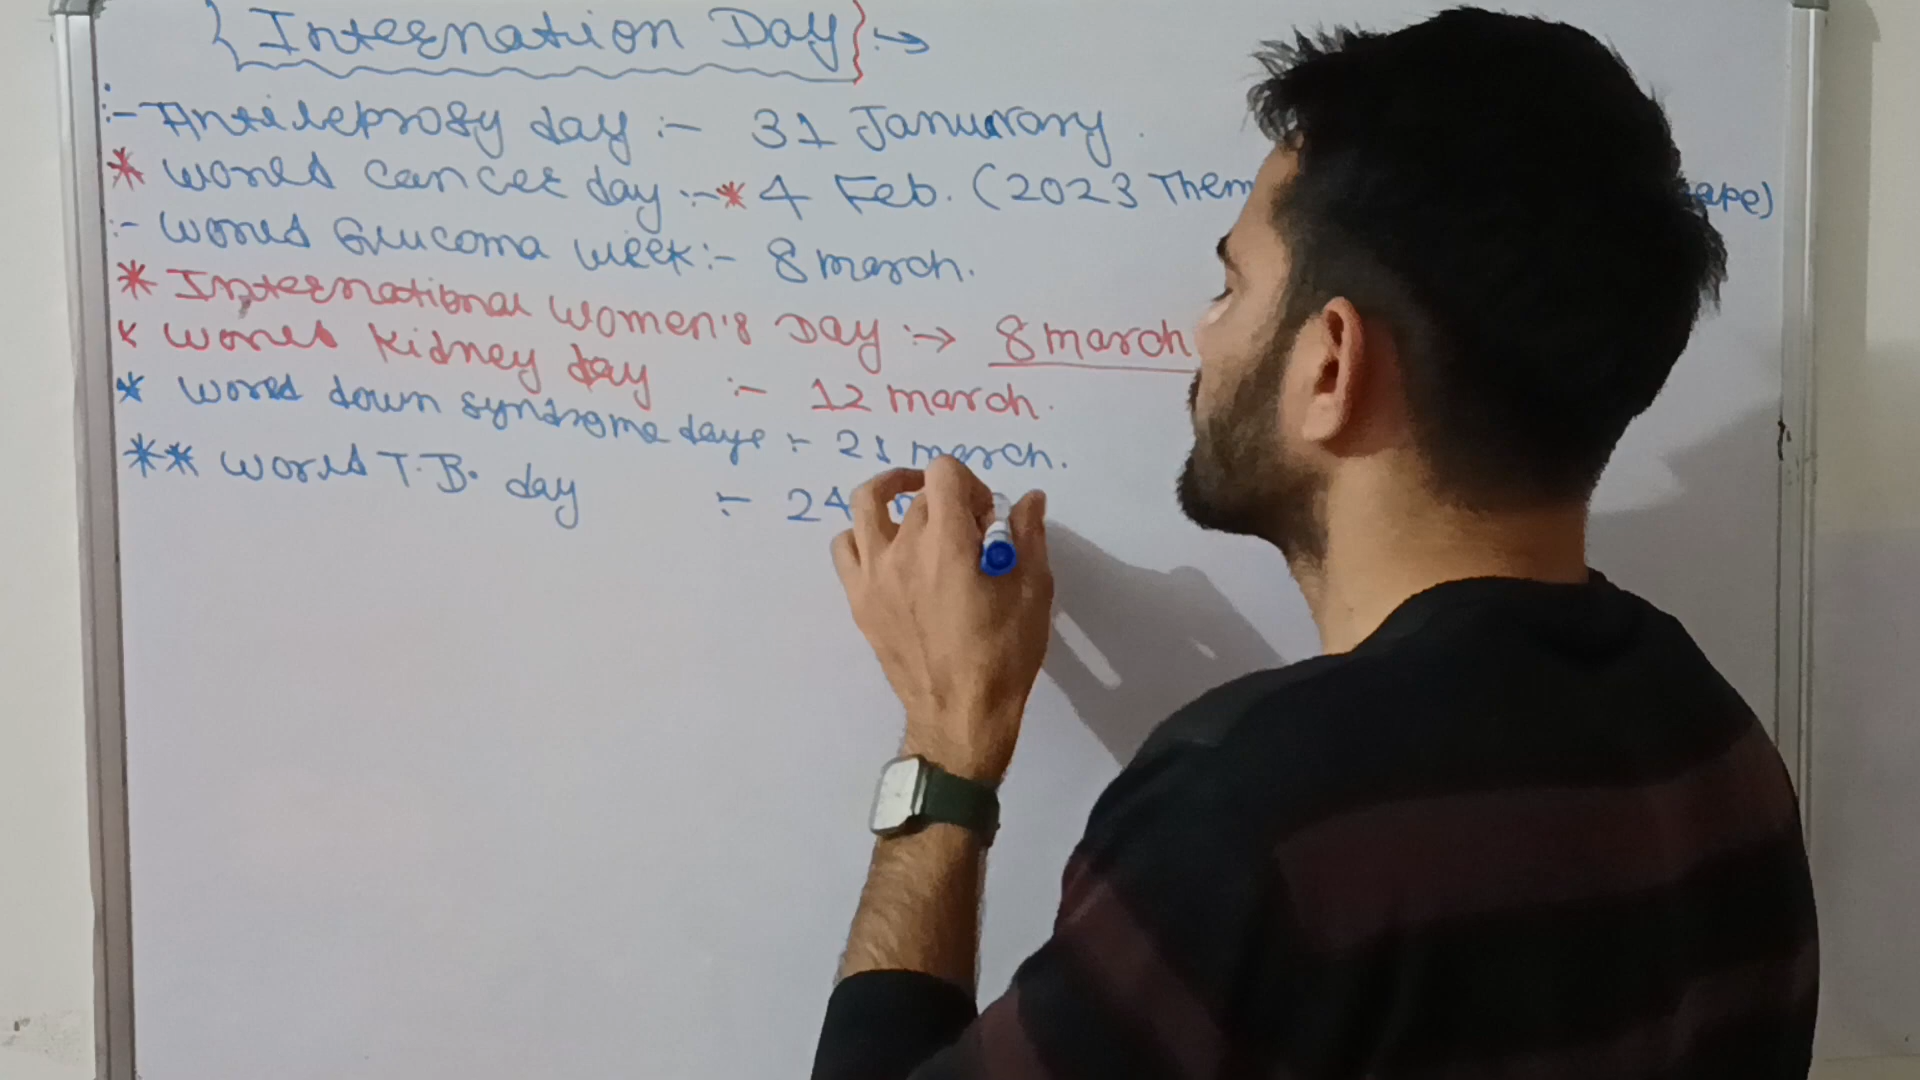 {Internation Day} :→
:- Antileprosy day :- 31 Janurary.
* World cancer day :-* 4 Feb. (2023 Them
:- World Glucoma week :- 8 march.
* International Women's Day :→ 8 march
* World Kidney day :- 12 march.
* World down syndrome days :- 21 march.
** World T.B. day :- 24